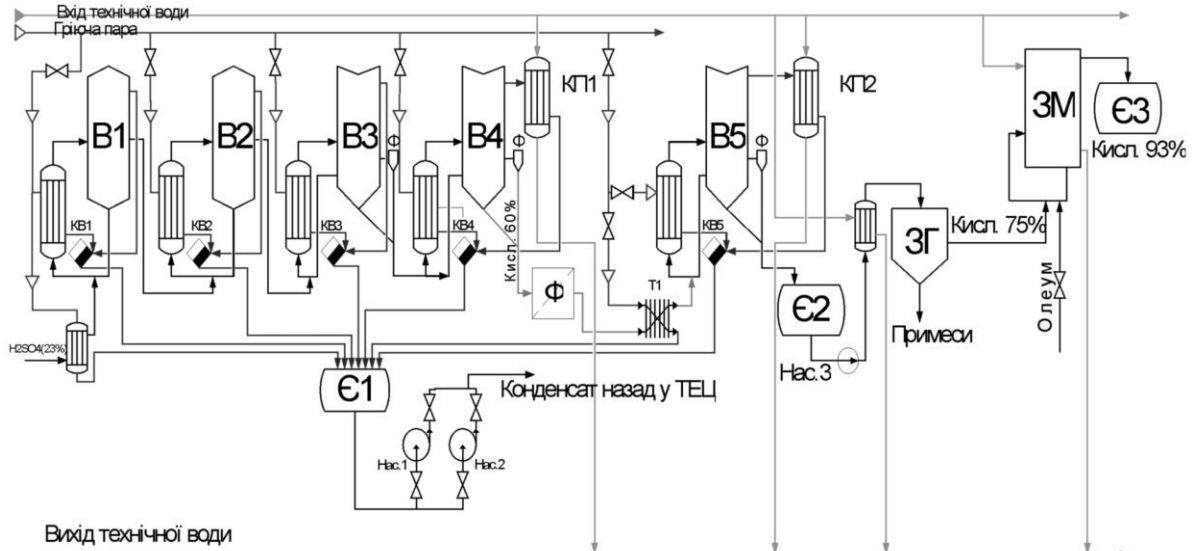 Вхід технічної води
Гріюча пара
В1
В2
В3
В4
КП1
В5
КП2
ЗМ
Є3
Кисл. 93%
Ф
Ф
Ф
КВ1
КВ2
КВ3
КВ4
КВ5
Кисл. 60%
Ф
Т1
Є2
ЗГ
Кисл. 75%
Олеум
Примеси
Нас.3
H2SO4(23%)
Є1
Конденсат назад у ТЕЦ
Нас.1
Нас.2
Вихід технічної води